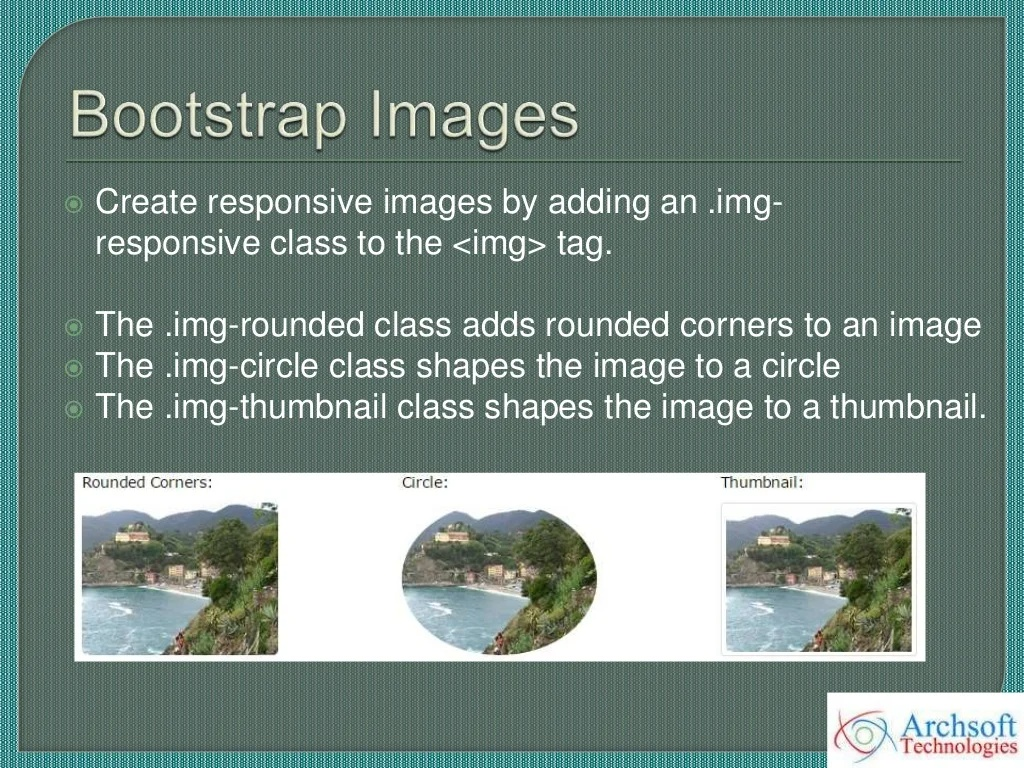 Bootstrap Images
Create responsive images by adding an .img-
responsive class to the <img> tag.
The .img-rounded class adds rounded corners to an image
The .img-circle class shapes the image to a circle
The .img-thumbnail class shapes the image to a thumbnail.
Rounded Corners: Circle: Thumbnail:
Archsoft
Technologies